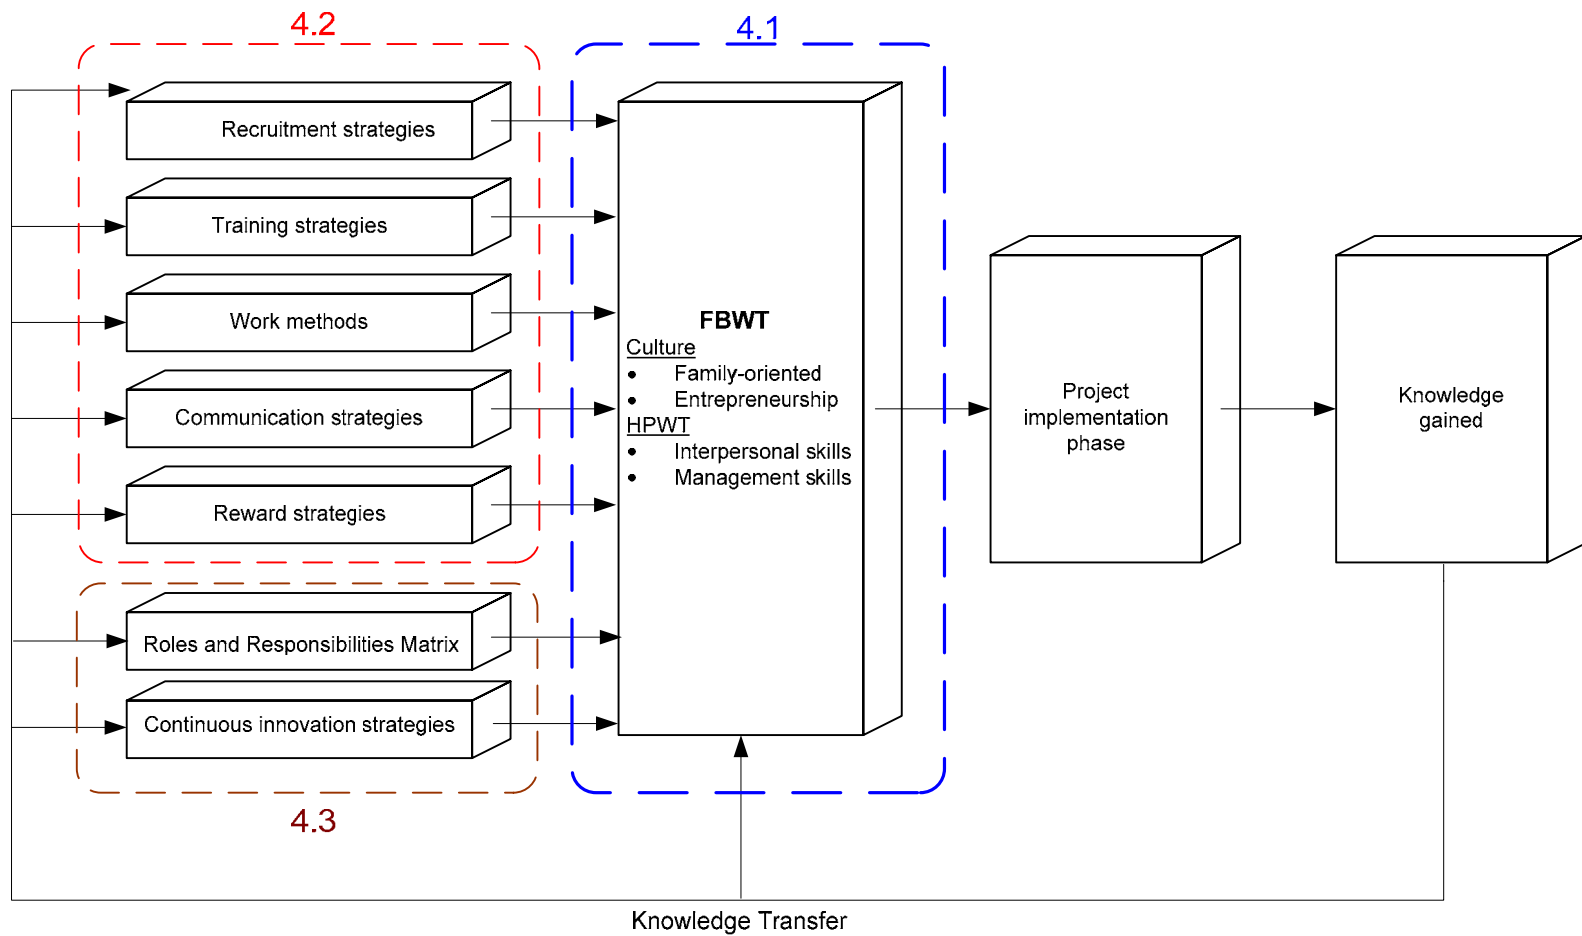 4.2
4.1
Recruitment strategies
Training strategies
Work methods
Communication strategies
Reward strategies
Roles and Responsibilities Matrix
Continuous innovation strategies
4.3
FBWT
Culture
• Family-oriented
• Entrepreneurship
HPWT
• Interpersonal skills
• Management skills
Project
implementation
phase
Knowledge
gained
Knowledge Transfer